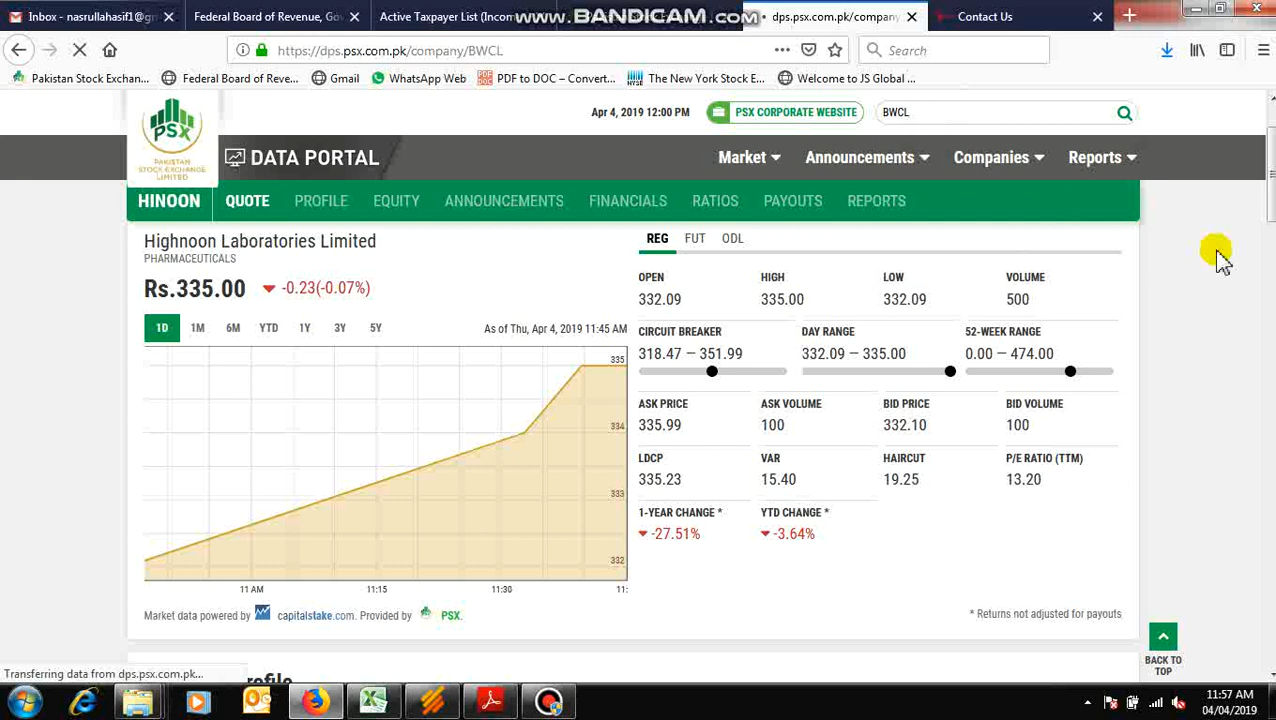 Inbox - nasrullahasif1@gm
Federal Board of Revenue, Gov
Active Taxpayer List (Income
www.BANDICAM.com
dps.psx.com.pk/company
Contact Us
https://dps.psx.com.pk/company/BWCL
Search
Pakistan Stock Exchan...
Federal Board of Reve...
Gmail
WhatsApp Web
PDF to DOC – Convert...
The New York Stock E...
Welcome to JS Global ...
Apr 4, 2019 12:00 PM
PSX CORPORATE WEBSITE
BWCL
PSX
PAKISTAN
STOCK EXCHANGE
LIMITED
DATA PORTAL
Market
Announcements
Companies
Reports
HINOON
QUOTE
PROFILE
EQUITY
ANNOUNCEMENTS
FINANCIALS
RATIOS
PAYOUTS
REPORTS
Highnoon Laboratories Limited
PHARMACEUTICALS
Rs.335.00
-0.23(-0.07%)
1D 1M 6M YTD 1Y 3Y 5Y
As of Thu, Apr 4, 2019 11:45 AM
335
334
333
332
11 AM 11:15 11:30 11:
Market data powered by capitalstake.com. Provided by PSX.
REG FUT ODL
OPEN HIGH LOW VOLUME
332.09 335.00 332.09 500
CIRCUIT BREAKER DAY RANGE 52-WEEK RANGE
318.47 — 351.99 332.09 — 335.00 0.00 — 474.00
ASK PRICE ASK VOLUME BID PRICE BID VOLUME
335.99 100 332.10 100
LDCP VAR HAIRCUT P/E RATIO (TTM)
335.23 15.40 19.25 13.20
1-YEAR CHANGE * YTD CHANGE *
-27.51% -3.64%
* Returns not adjusted for payouts
BACK TO
TOP
Transferring data from dps.psx.com.pk...
11:57 AM
04/04/2019